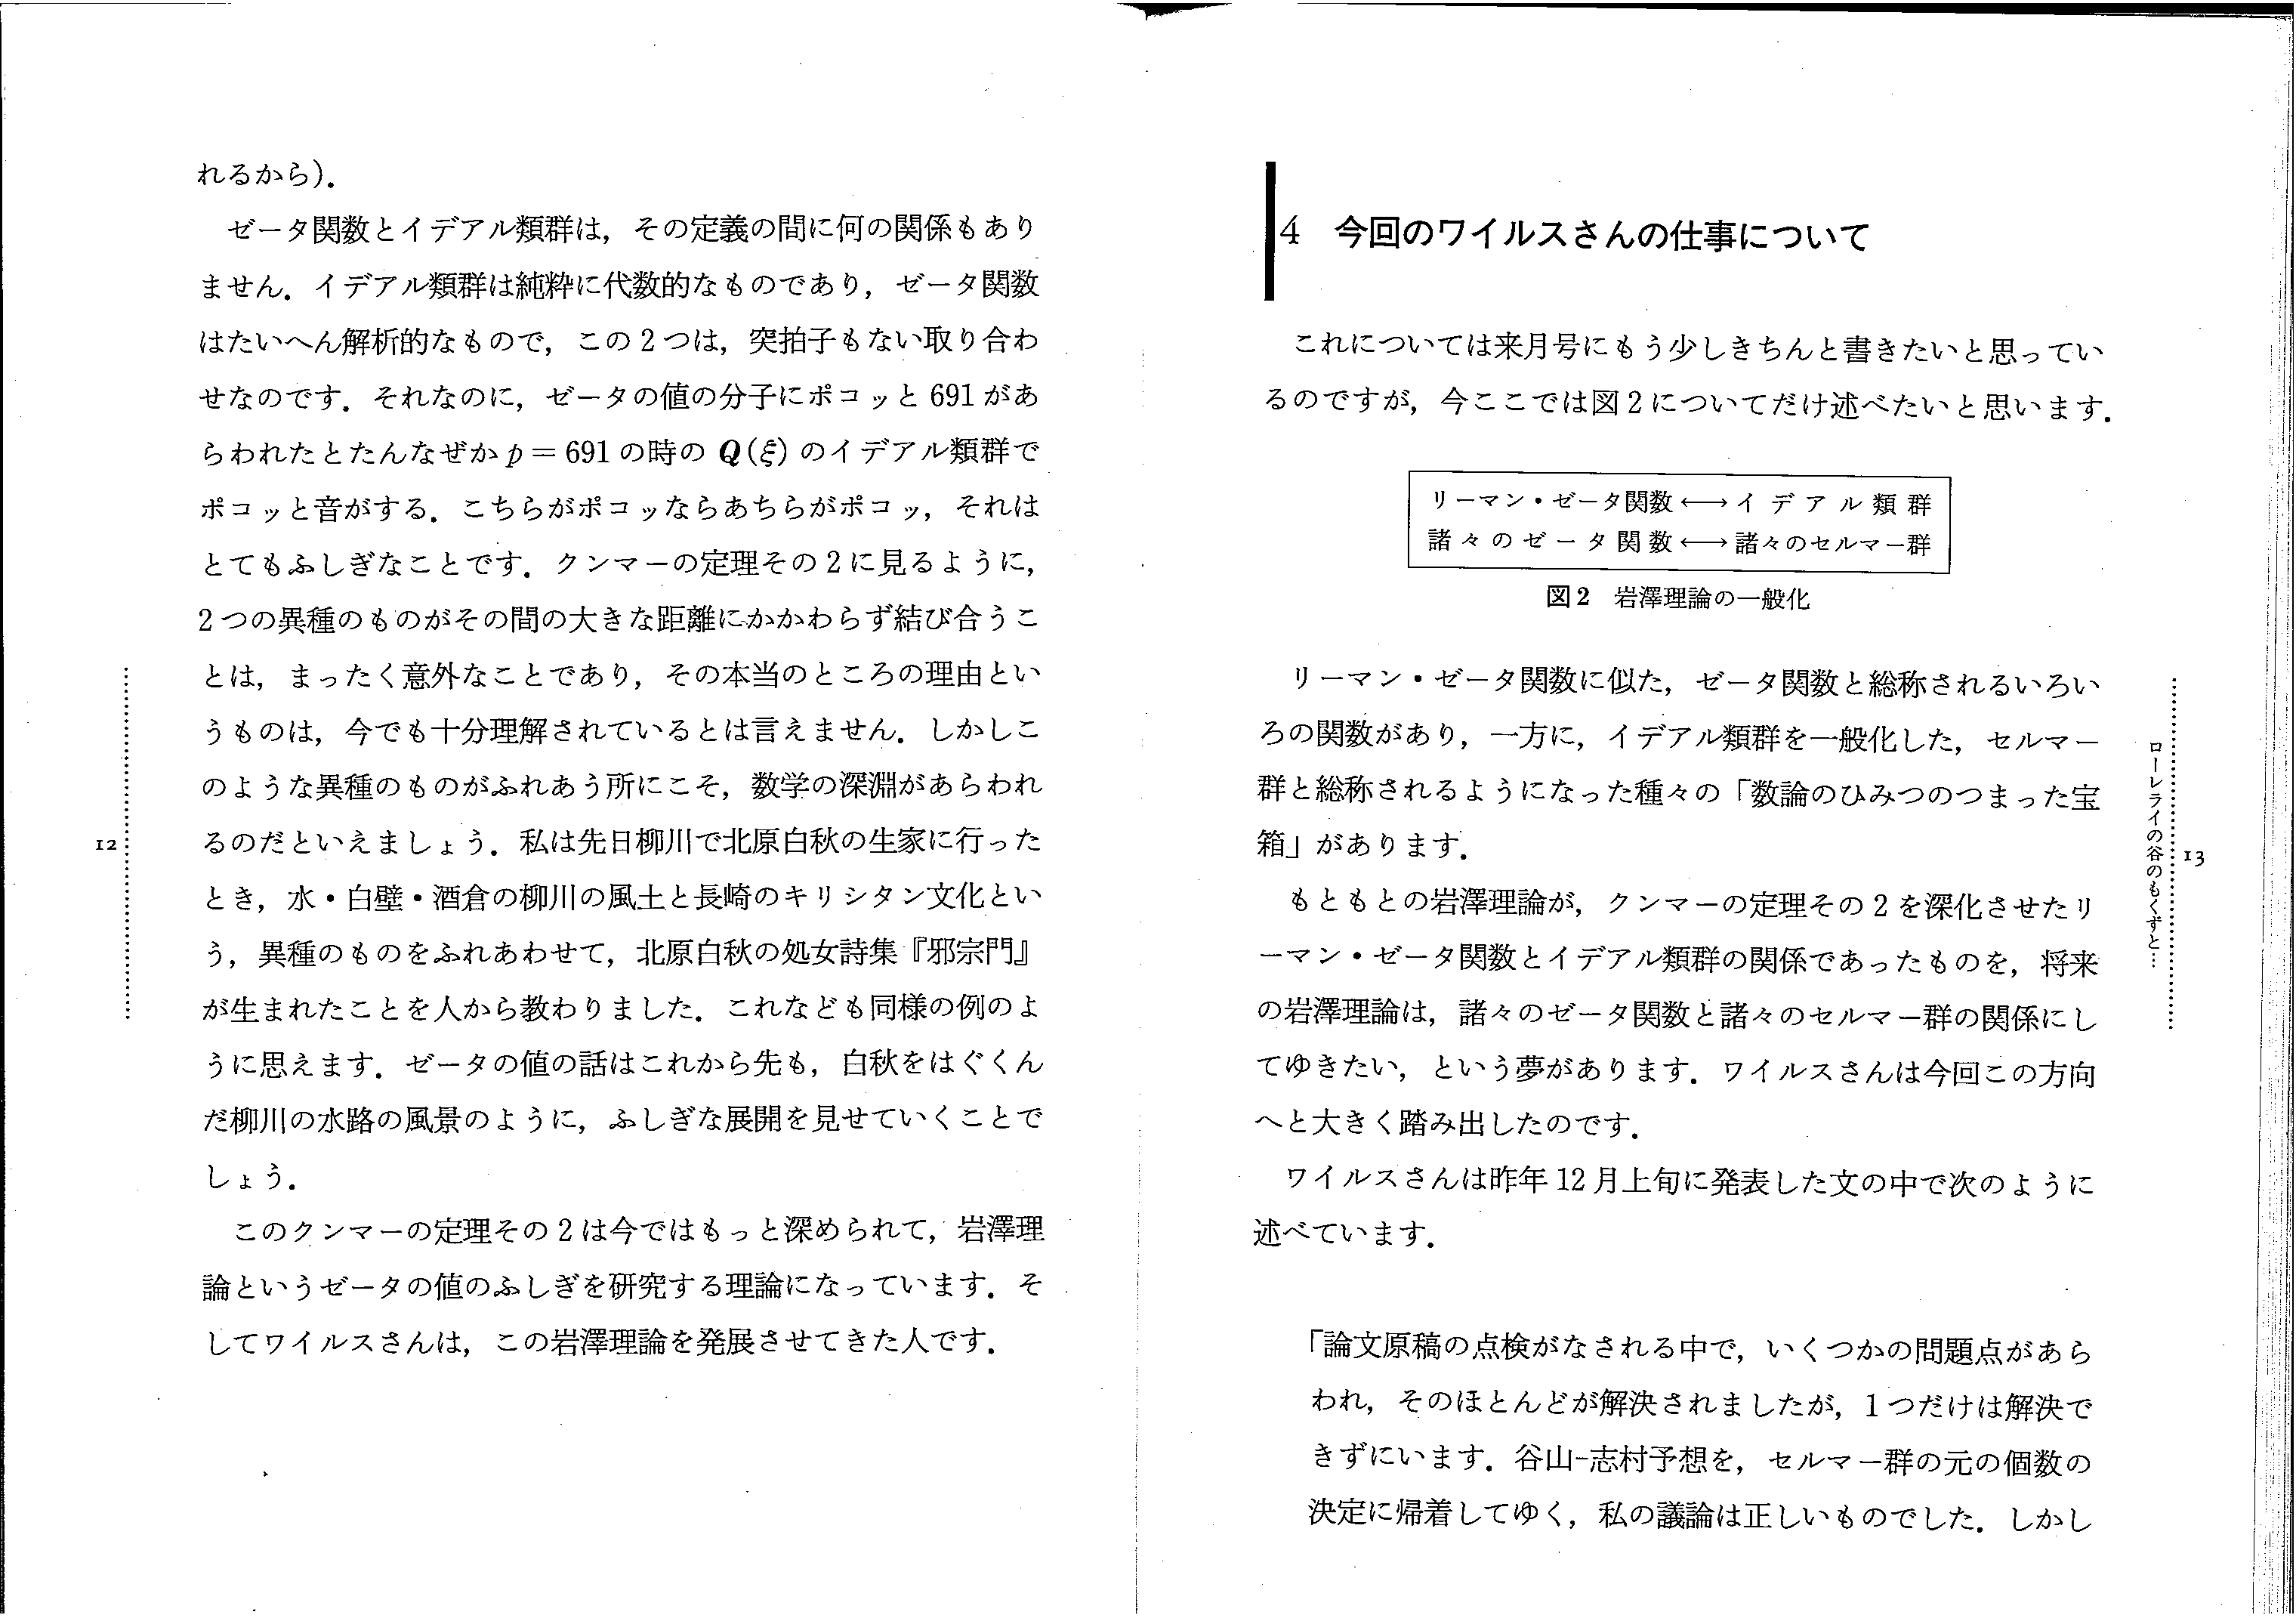 れるから)．
ゼータ関数とイデアル類群は，その定義の間に何の関係もあり
ません．イデアル類群は純粋に代数的なものであり，ゼータ関数
はたいへん解析的なもので，この2つは，突拍子もない取り合わ
せなのです．それなのに，ゼータの値の分子にポコッと691があ
らわれたとたんなぜかp＝691の時のQ(ξ)のイデアル類群で
ポコッと音がする．こちらがポコッならあちらがポコッ，それは
とてもふしぎなことです．クンマーの定理その2に見るように，
2つの異種のものがその間の大きな距離にかかわらず結び合うこ
とは，まったく意外なことであり，その本当のところの理由とい
うものは，今でも十分理解されているとは言えません．しかしこ
のような異種のものがふれあう所にこそ，数学の深淵があらわれ
るのだといえましょう．私は先日柳川で北原白秋の生家に行った
とき，水・白壁・酒倉の柳川の風土と長崎のキリシタン文化とい
う，異種のものをふれあわせて，北原白秋の処女詩集『邪宗門』
が生まれたことを人から教わりました．これなども同様の例のよ
うに思えます．ゼータの値の話はこれから先も，白秋をはぐくん
だ柳川の水路の風景のように，ふしぎな展開を見せていくことで
しょう．
このクンマーの定理その2は今ではもっと深められて，岩澤理
論というゼータの値のふしぎを研究する理論になっています．そ
してワイルスさんは，この岩澤理論を発展させてきた人です．
12
4 今回のワイルスさんの仕事について
これについては来月号にもう少しきちんと書きたいと思ってい
るのですが，今ここでは図2についてだけ述べたいと思います．
リーマン・ゼータ関数⟷イデアル類群
諸々のゼータ関数⟷諸々のセルマー群
図2 岩澤理論の一般化
リーマン・ゼータ関数に似た，ゼータ関数と総称されるいろい
ろの関数があり，一方に，イデアル類群を一般化した，セルマー
群と総称されるようになった種々の「数論のひみつのつまった宝
箱」があります．
もともとの岩澤理論が，クンマーの定理その2を深化させたリ
ーマン・ゼータ関数とイデアル類群の関係であったものを，将来
の岩澤理論は，諸々のゼータ関数と諸々のセルマー群の関係にし
てゆきたい，という夢があります．ワイルスさんは今回この方向
へと大きく踏み出したのです．
ワイルスさんは昨年12月上旬に発表した文の中で次のように
述べています．
「論文原稿の点検がなされる中で，いくつかの問題点があら
われ，そのほとんどが解決されましたが，1つだけは解決で
きずにいます．谷山-志村予想を，セルマー群の元の個数の
決定に帰着してゆく，私の議論は正しいものでした．しかし
ローレライの谷のもくずと…
13